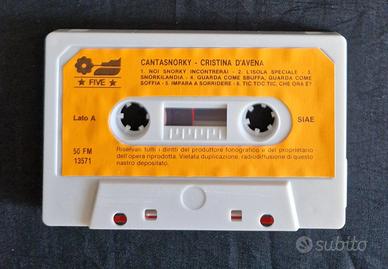 ★ FIVE ★
CANTASNORKY - CRISTINA D'AVENA
1. NOI SNORKY INCONTRERAI - 2. L'ISOLA SPECIALE - 3.
SNORKILANDIA - 4. GUARDA COME SBUFFA, GUARDA COME
SOFFIA - 5. IMPARA A SORRIDERE - 6. TIC TOC TIC, CHE ORA E'?
Lato A
SIAE
50 FM
13571
Riservati tutti i diritti del produttore fonografico e del proprietario
dell'opera riprodotta. Vietata duplicazione, radiodiffusione di questo
nastro depositato.
subito